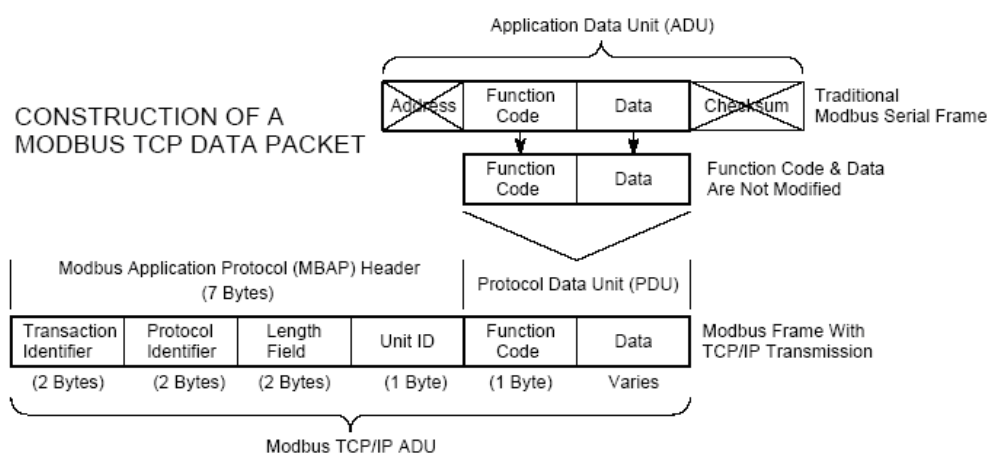 Application Data Unit (ADU)
CONSTRUCTION OF A
MODBUS TCP DATA PACKET
Address
Function
Code
Data
Checksum
Traditional
Modbus Serial Frame
Function
Code
Data
Function Code & Data
Are Not Modified
Modbus Application Protocol (MBAP) Header
(7 Bytes)
Protocol Data Unit (PDU)
Transaction
Identifier
Protocol
Identifier
Length
Field
Unit ID
Function
Code
Data
Modbus Frame With
TCP/IP Transmission
(2 Bytes)
(2 Bytes)
(2 Bytes)
(1 Byte)
(1 Byte)
Varies
Modbus TCP/IP ADU